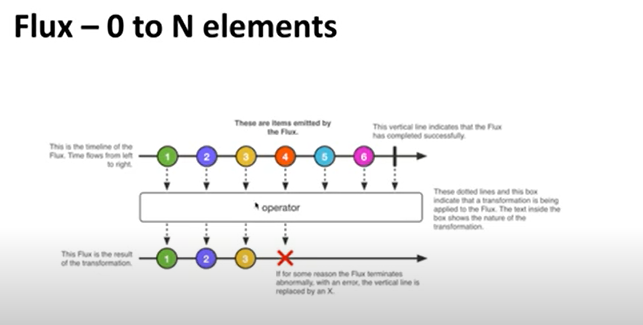 Flux – 0 to N elements
These are items emitted by
the Flux.
This vertical line indicates that the Flux
has completed successfully.
This is the timeline of the
Flux. Time flows from left
to right.
1 2 3 4 5 6
These dotted lines and this box
indicate that a transformation is being
applied to the Flux. The text inside the
box shows the nature of the
transformation.
operator
This Flux is the result
of the transformation.
1 2 3
If for some reason the Flux terminates
abnormally, with an error, the vertical line is
replaced by an X.